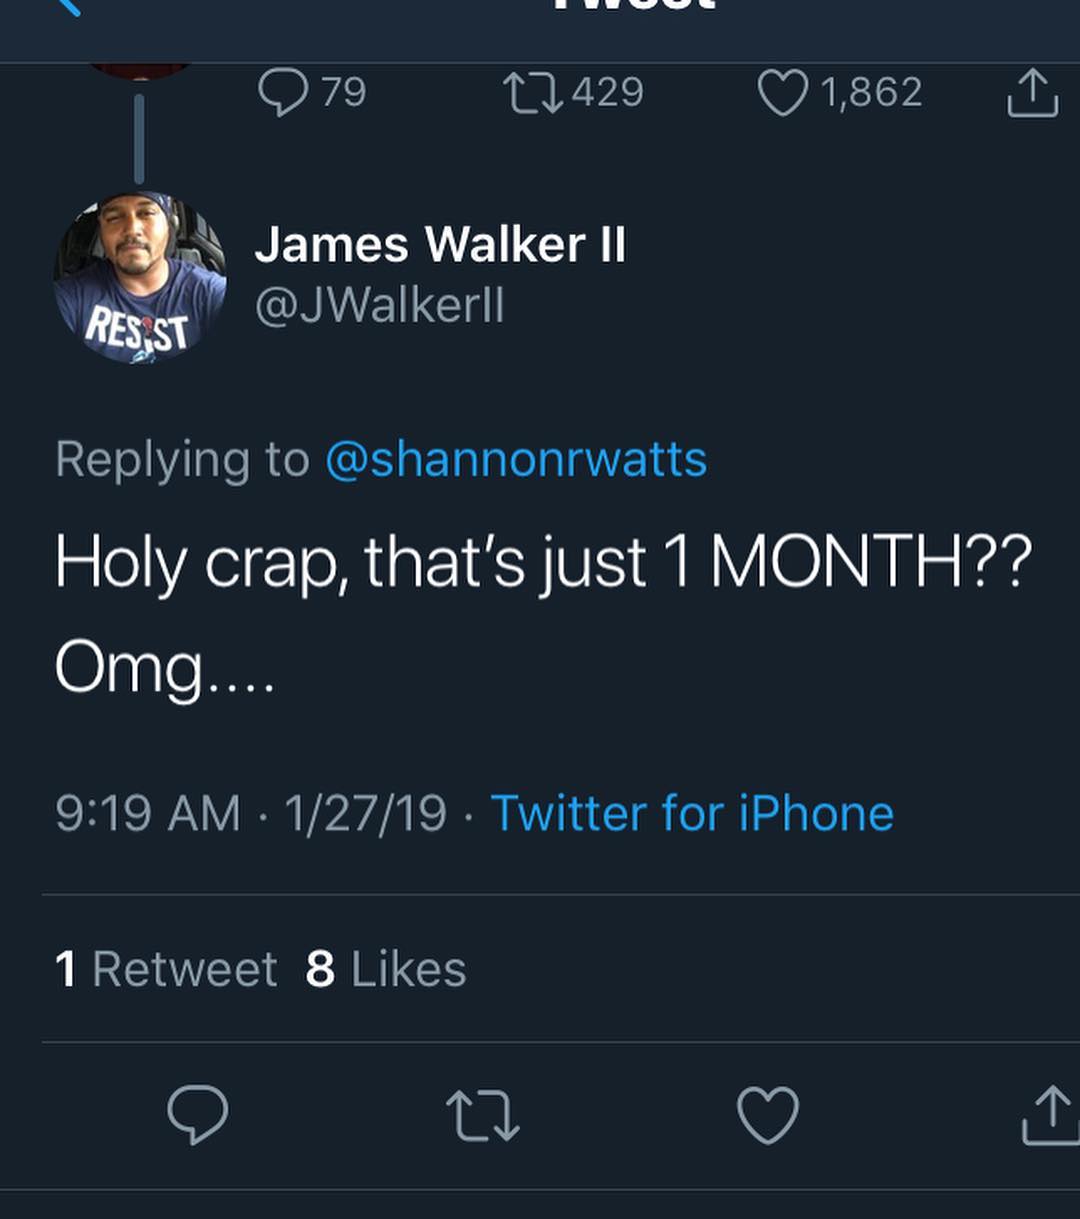 Tweet
79 429 1,862
James Walker II
@JWalkerII
RESIST
Replying to @shannonrwatts
Holy crap, that’s just 1 MONTH??
Omg....
9:19 AM · 1/27/19 · Twitter for iPhone
1 Retweet 8 Likes